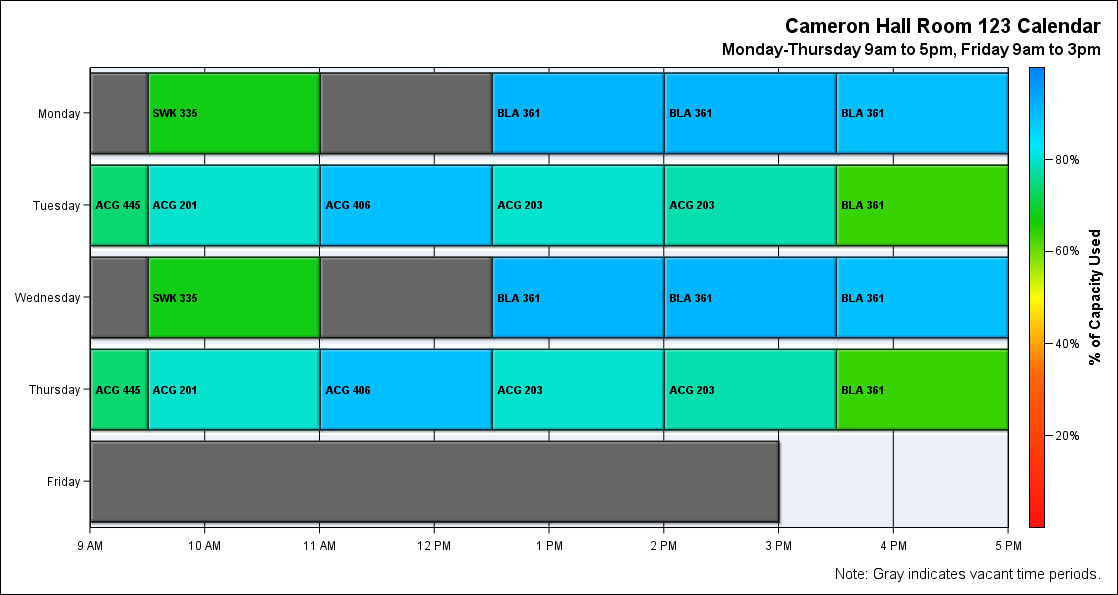 Cameron Hall Room 123 Calendar
Monday-Thursday 9am to 5pm, Friday 9am to 3pm
Monday
SWK 335
BLA 361
BLA 361
BLA 361
Tuesday
ACG 445
ACG 201
ACG 406
ACG 203
ACG 203
BLA 361
Wednesday
SWK 335
BLA 361
BLA 361
BLA 361
Thursday
ACG 445
ACG 201
ACG 406
ACG 203
ACG 203
BLA 361
Friday
9 AM
10 AM
11 AM
12 PM
1 PM
2 PM
3 PM
4 PM
5 PM
80%
60%
40%
20%
% of Capacity Used
Note: Gray indicates vacant time periods.